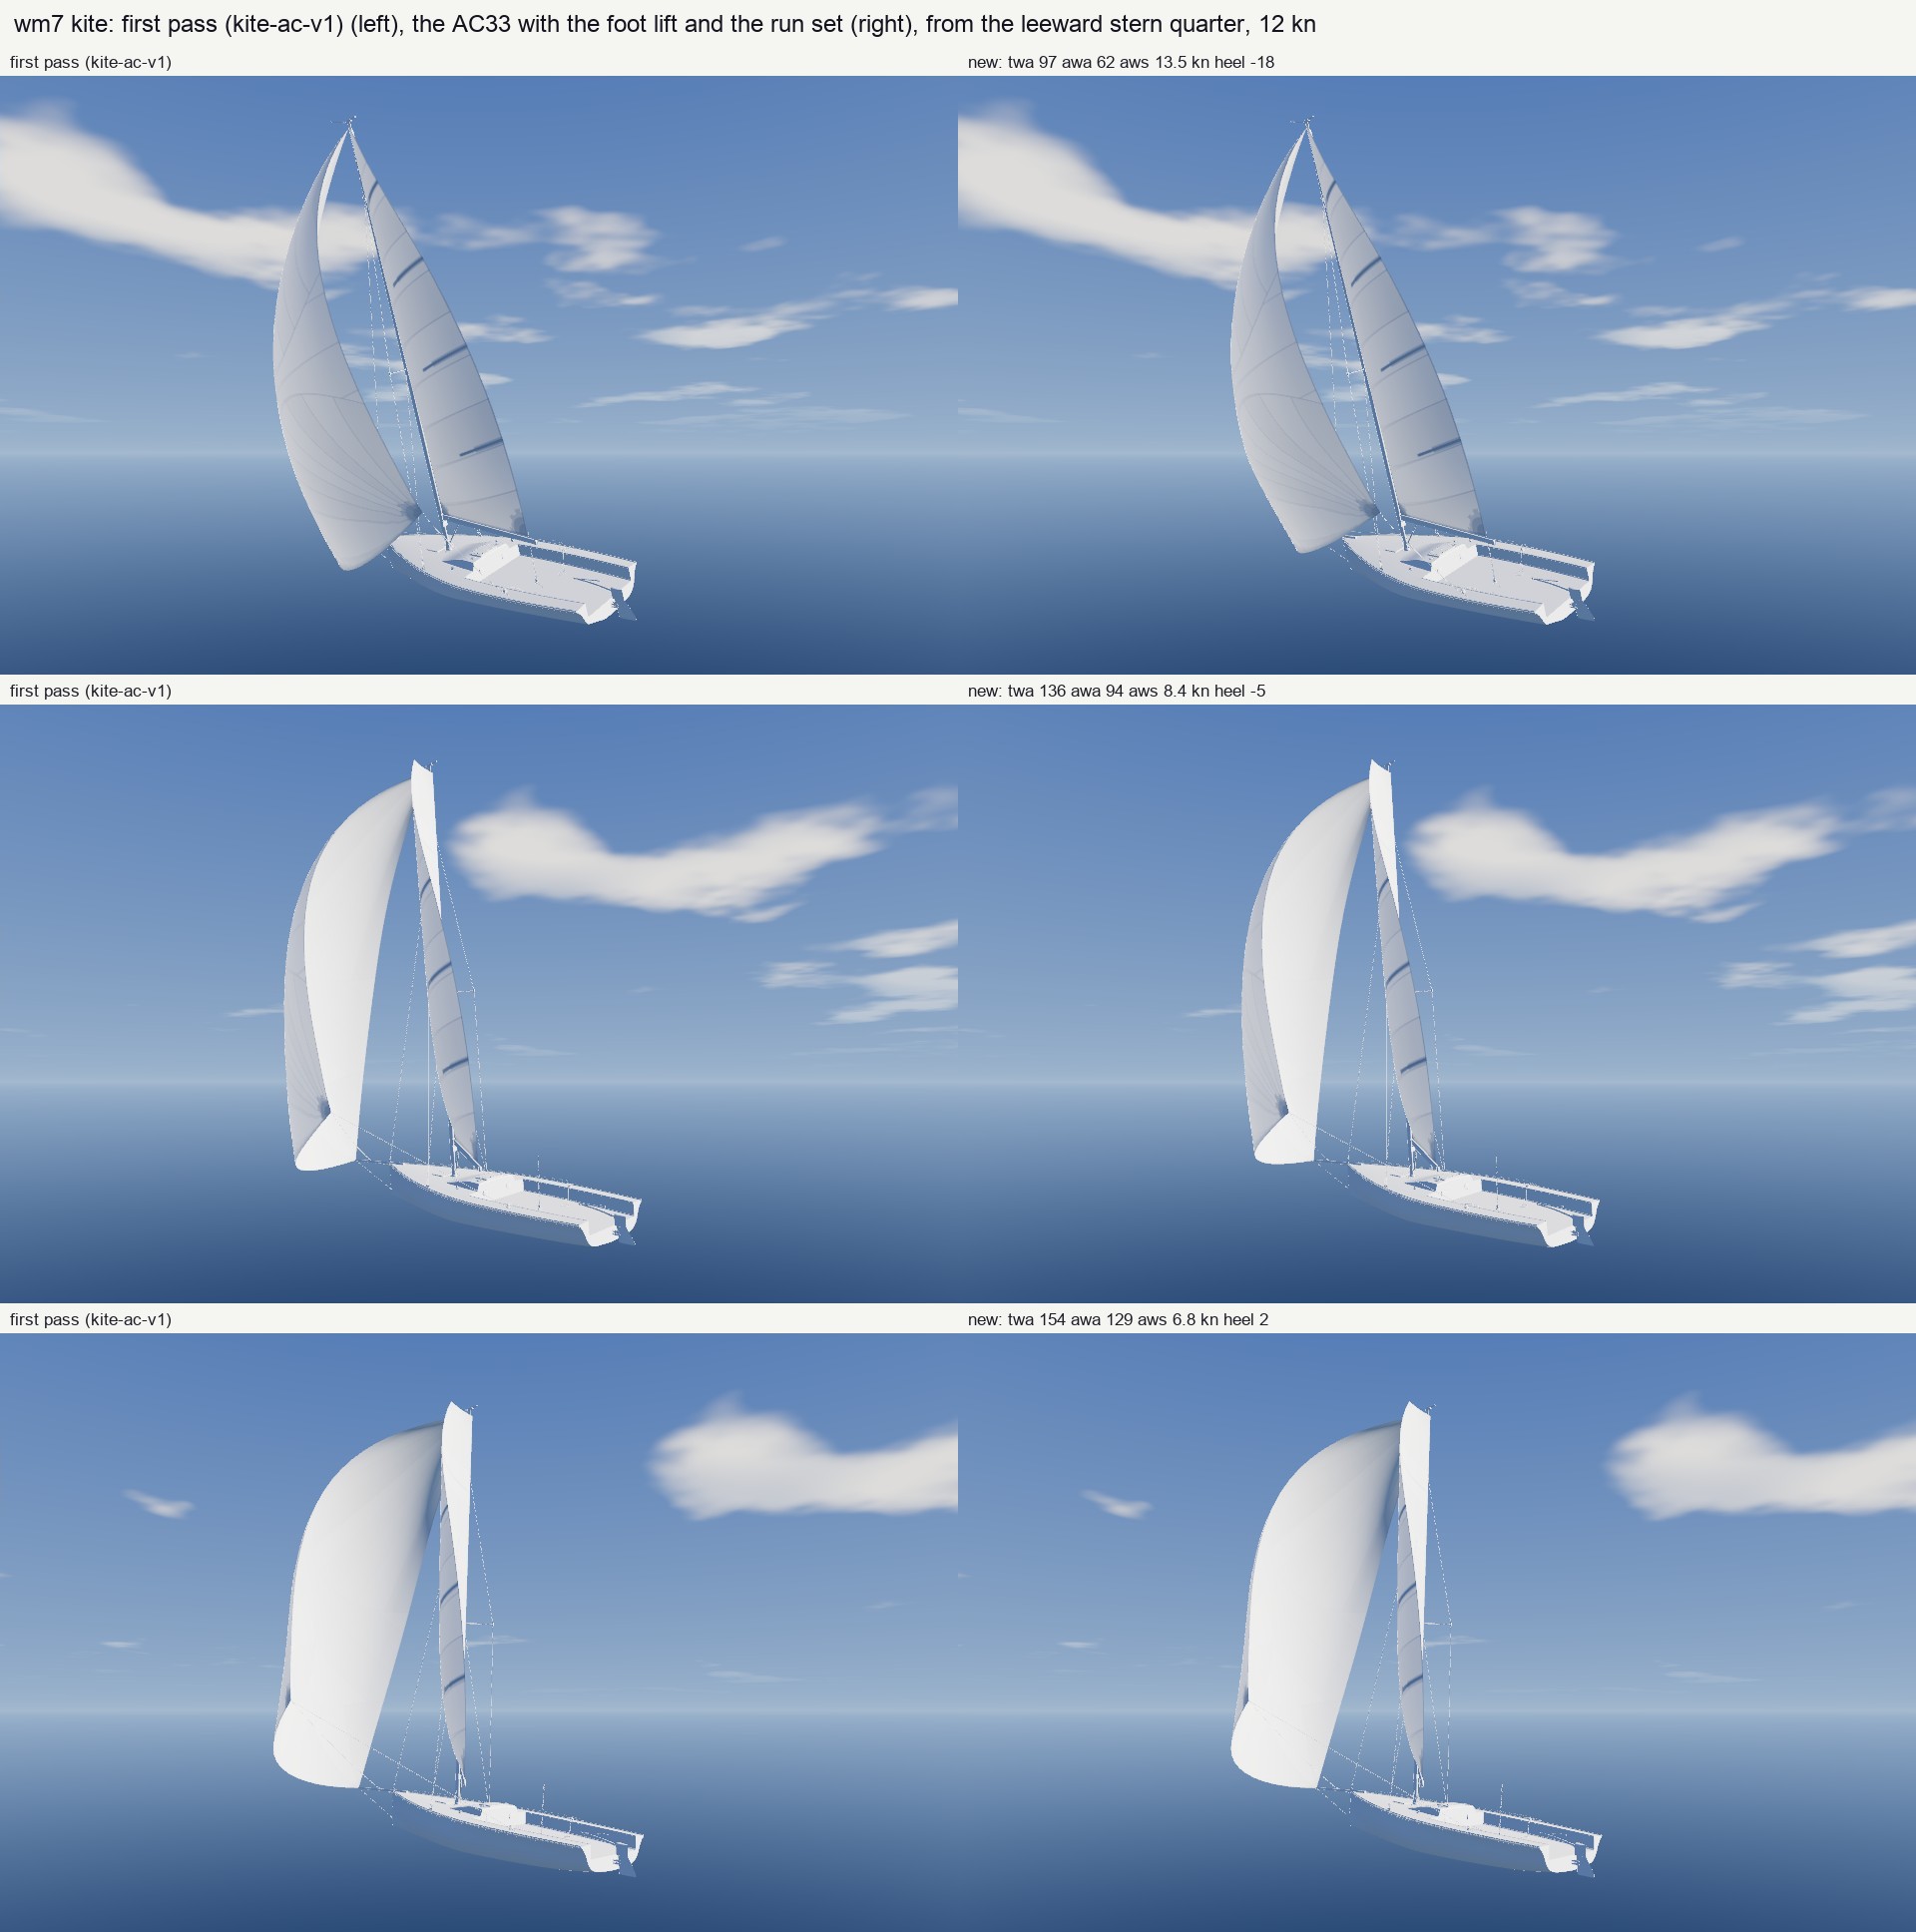 wm7 kite: first pass (kite-ac-v1) (left), the AC33 with the foot lift and the run set (right), from the leeward stern quarter, 12 kn
first pass (kite-ac-v1)
new: twa 97 awa 62 aws 13.5 kn heel -18
first pass (kite-ac-v1)
new: twa 136 awa 94 aws 8.4 kn heel -5
first pass (kite-ac-v1)
new: twa 154 awa 129 aws 6.8 kn heel 2